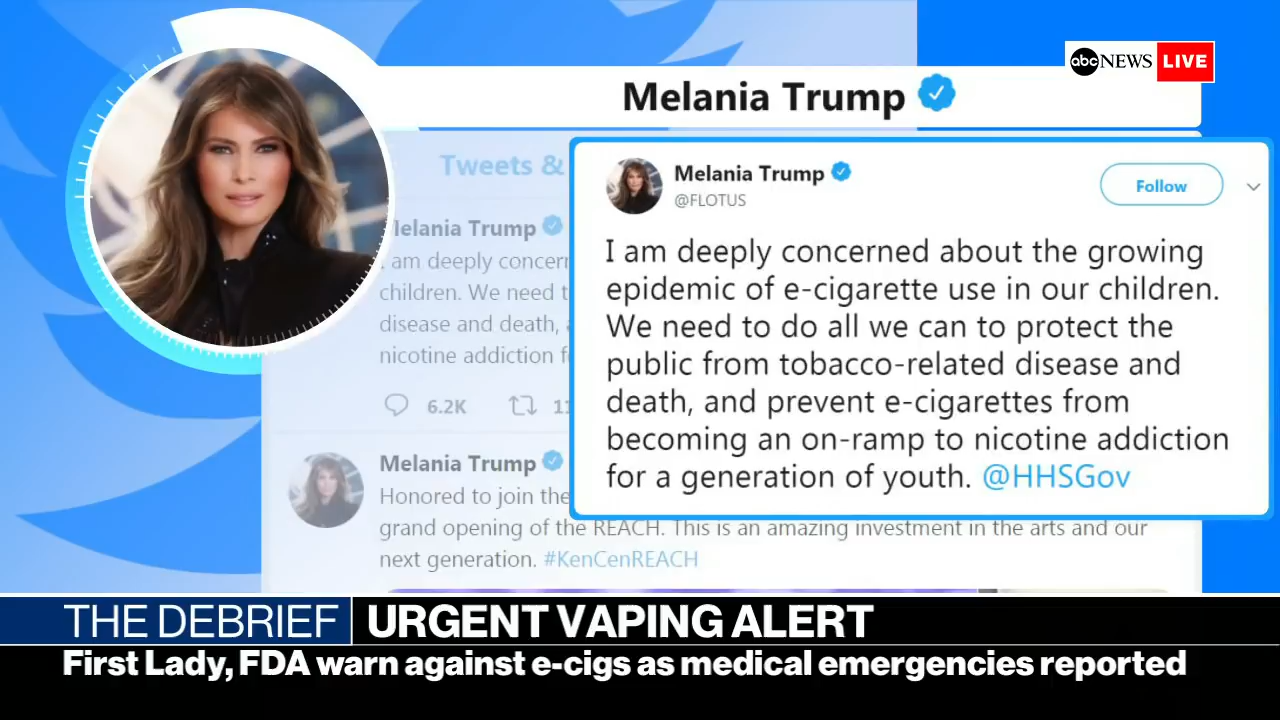 abc NEWS LIVE
Melania Trump
Tweets &
Melania Trump
@FLOTUS
Follow
I am deeply concerned about the growing
epidemic of e-cigarette use in our children.
We need to do all we can to protect the
public from tobacco-related disease and
death, and prevent e-cigarettes from
becoming an on-ramp to nicotine addiction
for a generation of youth. @HHSGov
elania Trump
am deeply concern
children. We need t
disease and death,
nicotine addiction f
6.2K
Melania Trump
Honored to join the
grand opening of the REACH. This is an amazing investment in the arts and our
next generation. #KenCenREACH
THE DEBRIEF URGENT VAPING ALERT
First Lady, FDA warn against e-cigs as medical emergencies reported